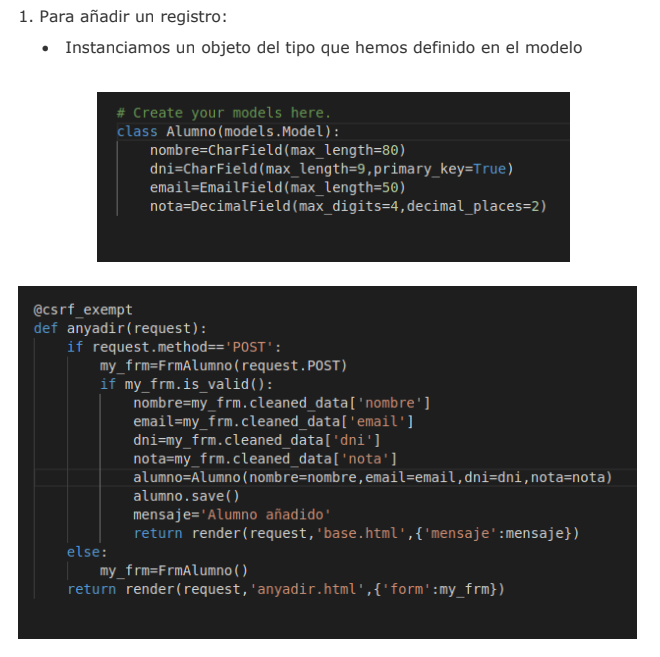 1. Para añadir un registro:
• Instanciamos un objeto del tipo que hemos definido en el modelo
# Create your models here.
class Alumno(models.Model):
    nombre=CharField(max_length=80)
    dni=CharField(max_length=9,primary_key=True)
    email=EmailField(max_length=50)
    nota=DecimalField(max_digits=4,decimal_places=2)
@csrf_exempt
def anyadir(request):
    if request.method=='POST':
        my_frm=FrmAlumno(request.POST)
        if my_frm.is_valid():
            nombre=my_frm.cleaned_data['nombre']
            email=my_frm.cleaned_data['email']
            dni=my_frm.cleaned_data['dni']
            nota=my_frm.cleaned_data['nota']
            alumno=Alumno(nombre=nombre,email=email,dni=dni,nota=nota)
            alumno.save()
            mensaje='Alumno añadido'
            return render(request,'base.html',{'mensaje':mensaje})
    else:
        my_frm=FrmAlumno()
    return render(request,'anyadir.html',{'form':my_frm})